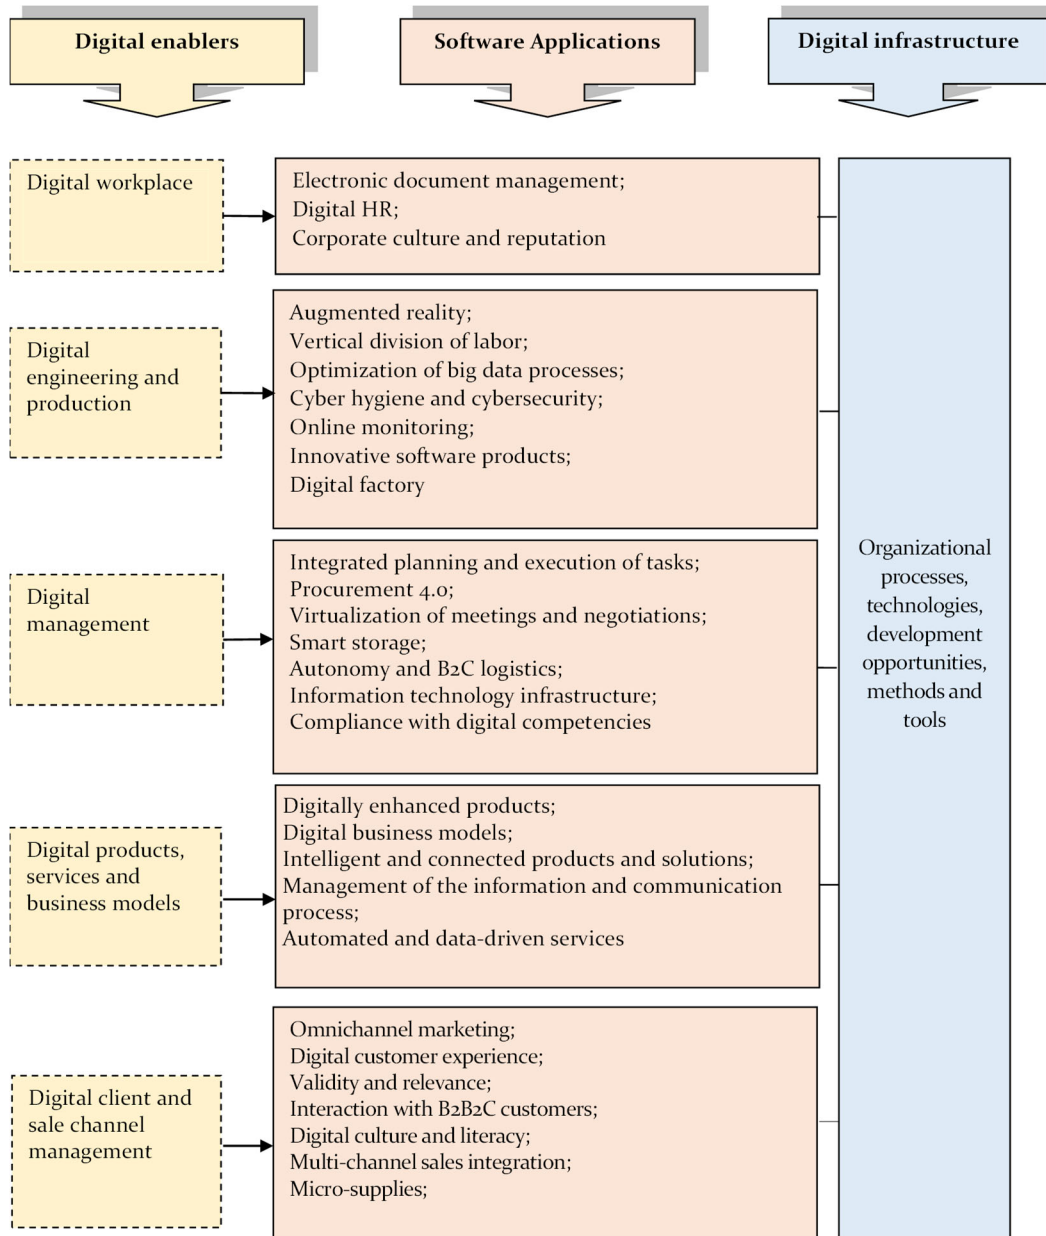 Digital enablers
Software Applications
Digital infrastructure
Digital workplace
Electronic document management;
Digital HR;
Corporate culture and reputation
Digital
engineering and
production
Augmented reality;
Vertical division of labor;
Optimization of big data processes;
Cyber hygiene and cybersecurity;
Online monitoring;
Innovative software products;
Digital factory
Digital
management
Integrated planning and execution of tasks;
Procurement 4.0;
Virtualization of meetings and negotiations;
Smart storage;
Autonomy and B2C logistics;
Information technology infrastructure;
Compliance with digital competencies
Digital products,
services and
business models
Digitally enhanced products;
Digital business models;
Intelligent and connected products and solutions;
Management of the information and communication
process;
Automated and data-driven services
Digital client and
sale channel
management
Omnichannel marketing;
Digital customer experience;
Validity and relevance;
Interaction with B2B2C customers;
Digital culture and literacy;
Multi-channel sales integration;
Micro-supplies;
Organizational
processes,
technologies,
development
opportunities,
methods and
tools